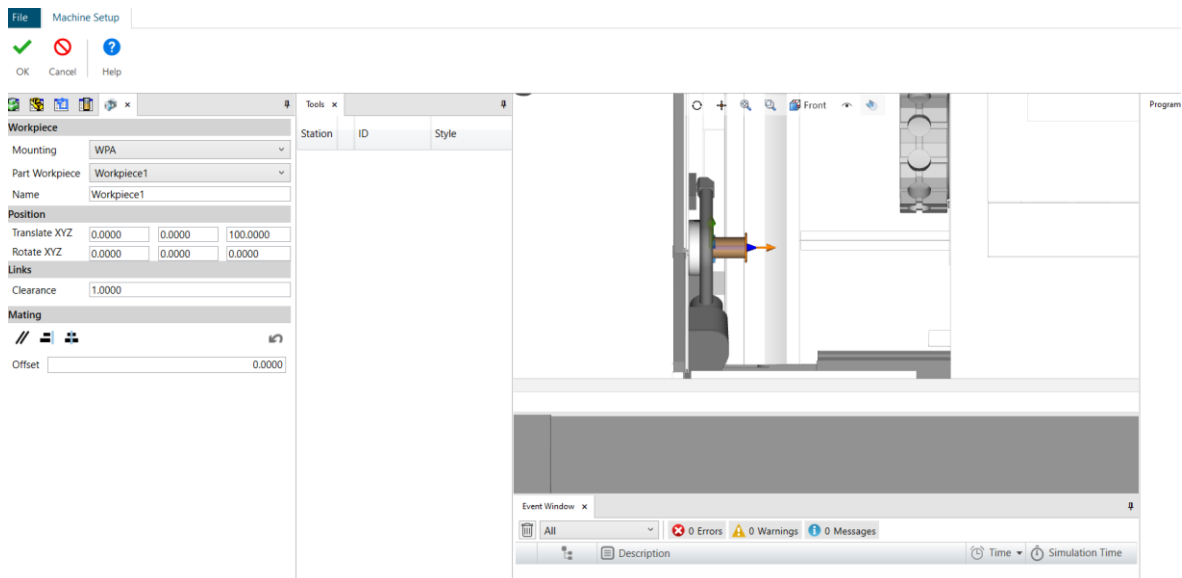 File Machine Setup
OK Cancel Help
Tools Front Program
Workpiece
Station ID Style
Mounting WPA
Part Workpiece Workpiece1
Name Workpiece1
Position
Translate XYZ 0.0000 0.0000 100.0000
Rotate XYZ 0.0000 0.0000 0.0000
Links
Clearance 1.0000
Mating
Offset 0.0000
Event Window
All 0 Errors 0 Warnings 0 Messages
Description Time Simulation Time